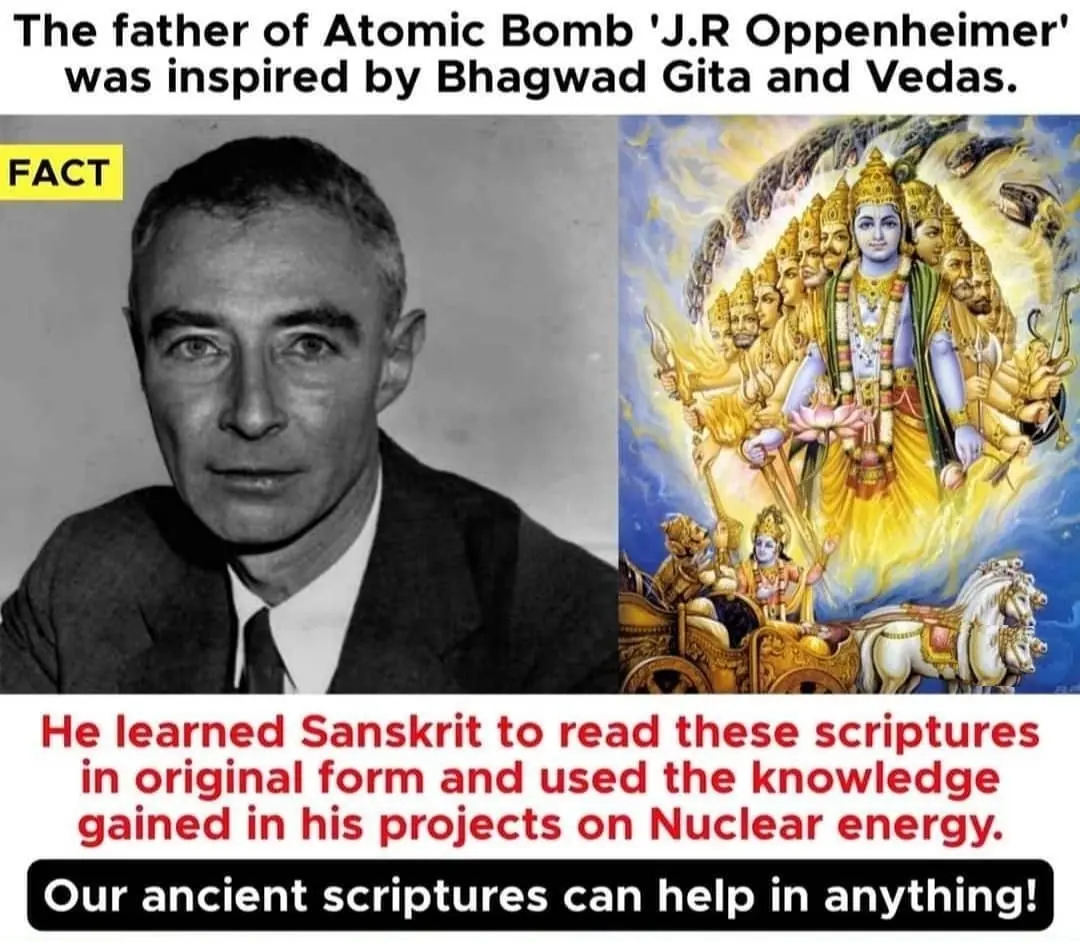 The father of Atomic Bomb 'J.R Oppenheimer'
was inspired by Bhagwad Gita and Vedas.
FACT
He learned Sanskrit to read these scriptures
in original form and used the knowledge
gained in his projects on Nuclear energy.
Our ancient scriptures can help in anything!